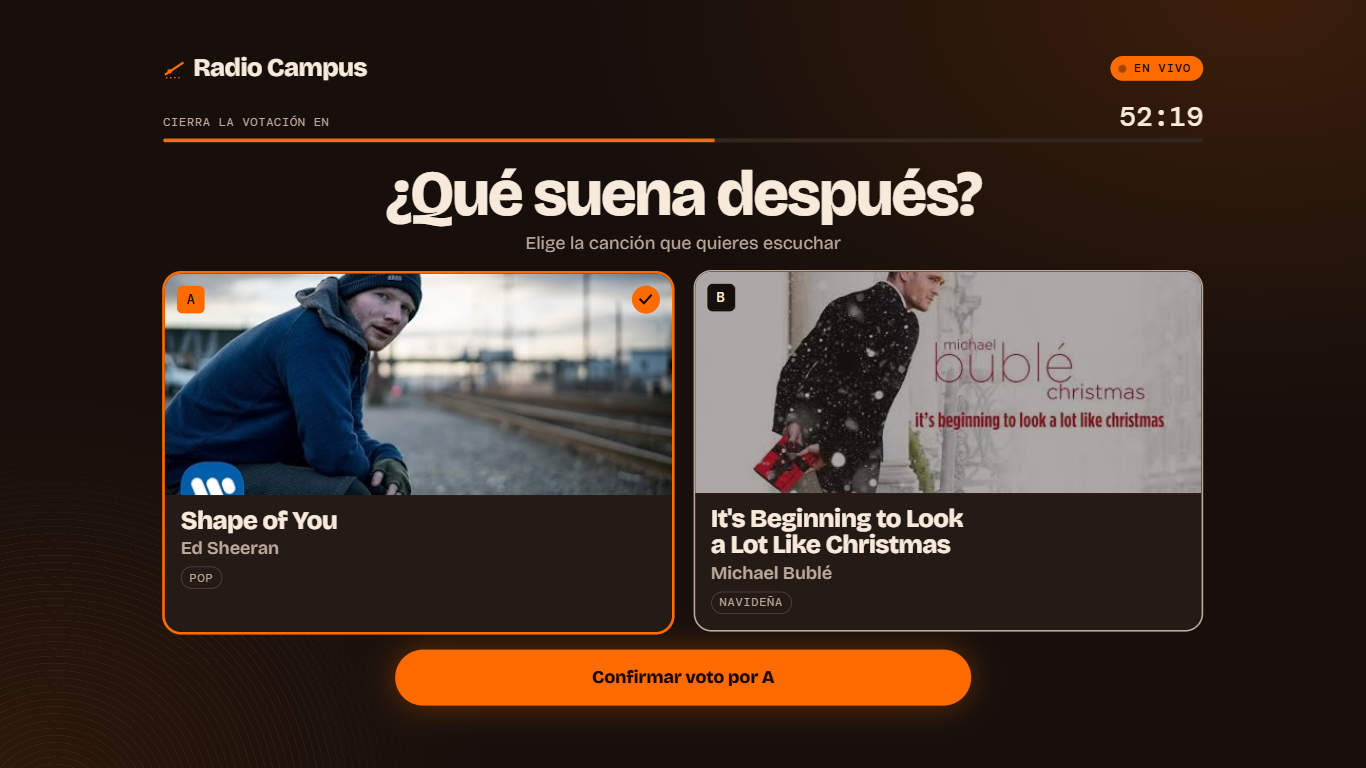 Radio Campus
EN VIVO
CIERRA LA VOTACIÓN EN
52:19
¿Qué suena después?
Elige la canción que quieres escuchar
A
Shape of You
Ed Sheeran
POP
B
michael
bublé
christmas
it's beginning to look a lot like christmas
It's Beginning to Look
a Lot Like Christmas
Michael Bublé
NAVIDEÑA
Confirmar voto por A